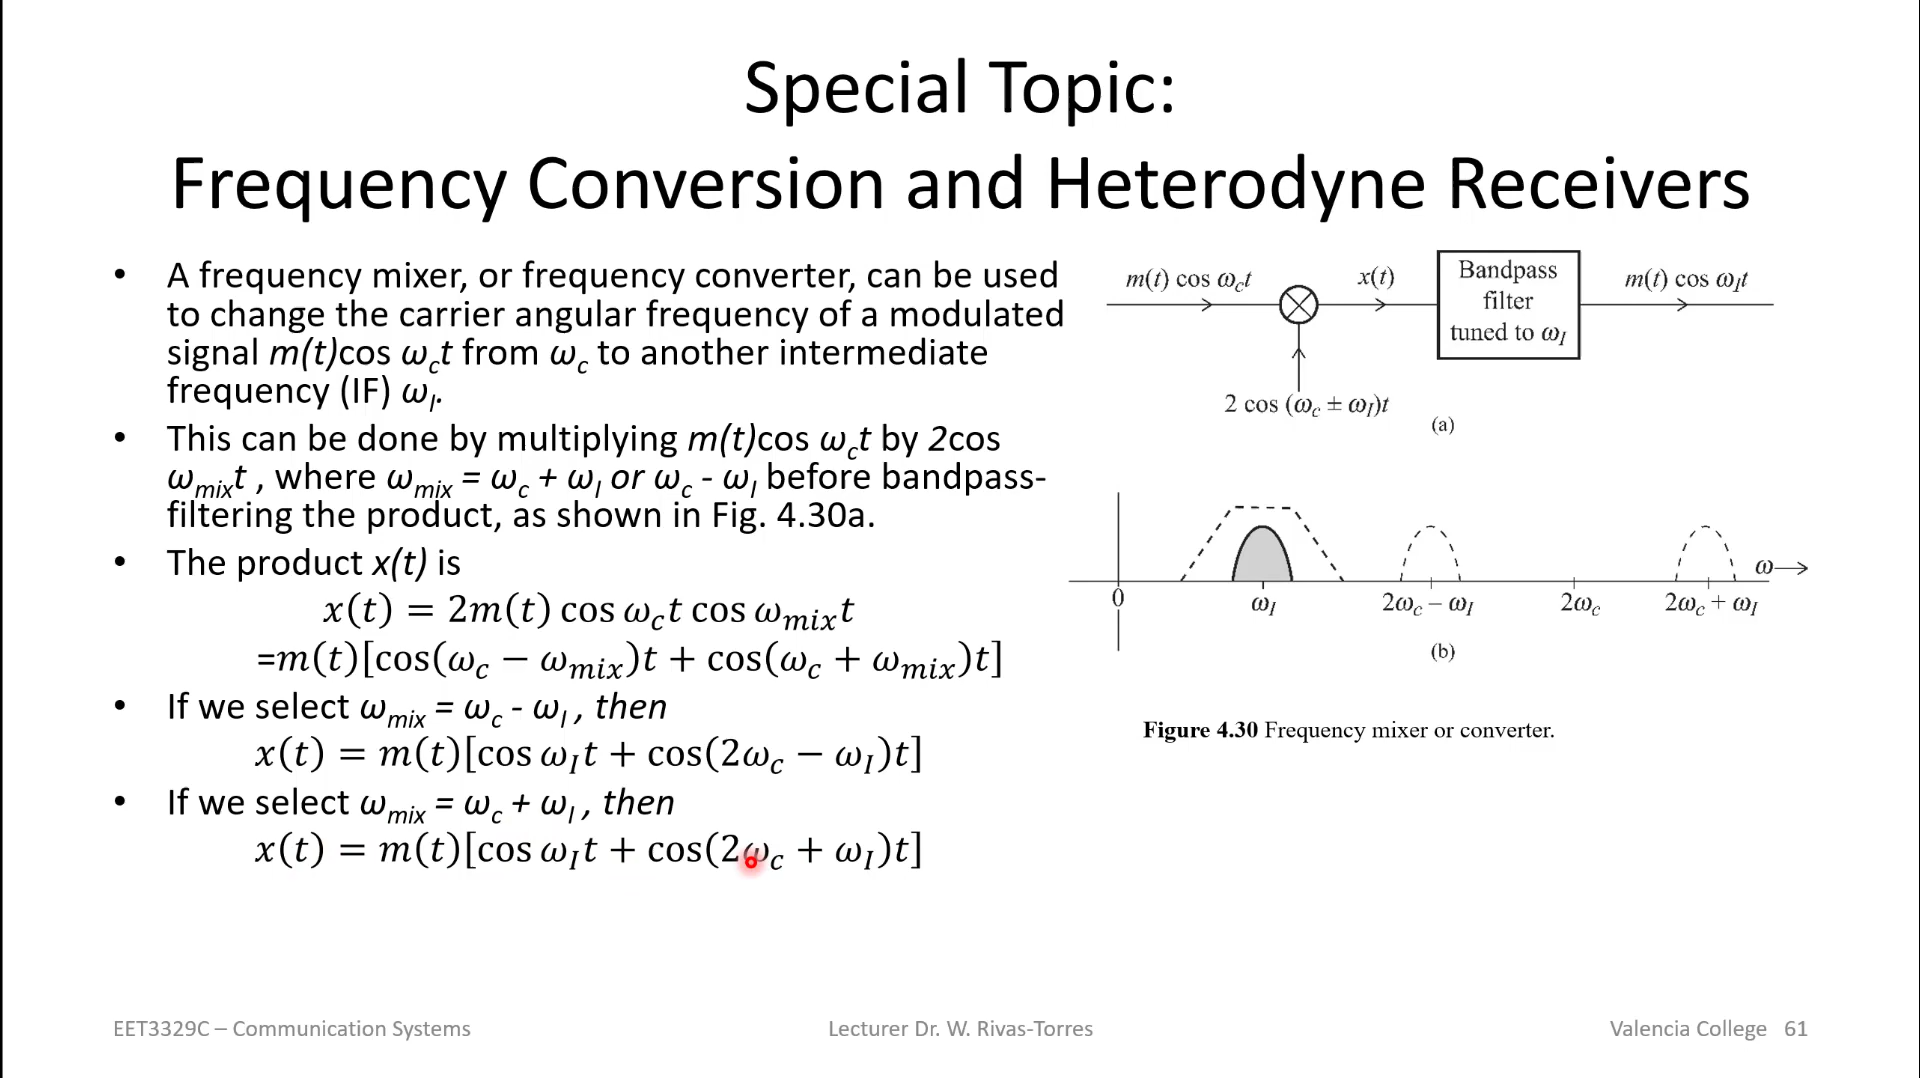 Special Topic:
Frequency Conversion and Heterodyne Receivers
• A frequency mixer, or frequency converter, can be used
to change the carrier angular frequency of a modulated
signal m(t)cos ω_c t from ω_c to another intermediate
frequency (IF) ω_I.
• This can be done by multiplying m(t)cos ω_c t by 2cos
ω_mix t , where ω_mix = ω_c + ω_I or ω_c - ω_I before bandpass-
filtering the product, as shown in Fig. 4.30a.
• The product x(t) is
x(t) = 2m(t) cos ω_c t cos ω_mix t
=m(t)[cos(ω_c − ω_mix)t + cos(ω_c + ω_mix)t]
• If we select ω_mix = ω_c - ω_I , then
x(t) = m(t)[cos ω_I t + cos(2ω_c − ω_I)t]
• If we select ω_mix = ω_c + ω_I , then
x(t) = m(t)[cos ω_I t + cos(2ω_c + ω_I)t]
m(t) cos ω_c t
x(t)
Bandpass
filter
tuned to ω_I
m(t) cos ω_I t
2 cos (ω_c ± ω_I)t
(a)
ω
0
ω_I
2ω_c − ω_I
2ω_c
2ω_c + ω_I
(b)
Figure 4.30 Frequency mixer or converter.
EET3329C – Communication Systems
Lecturer Dr. W. Rivas-Torres
Valencia College 61